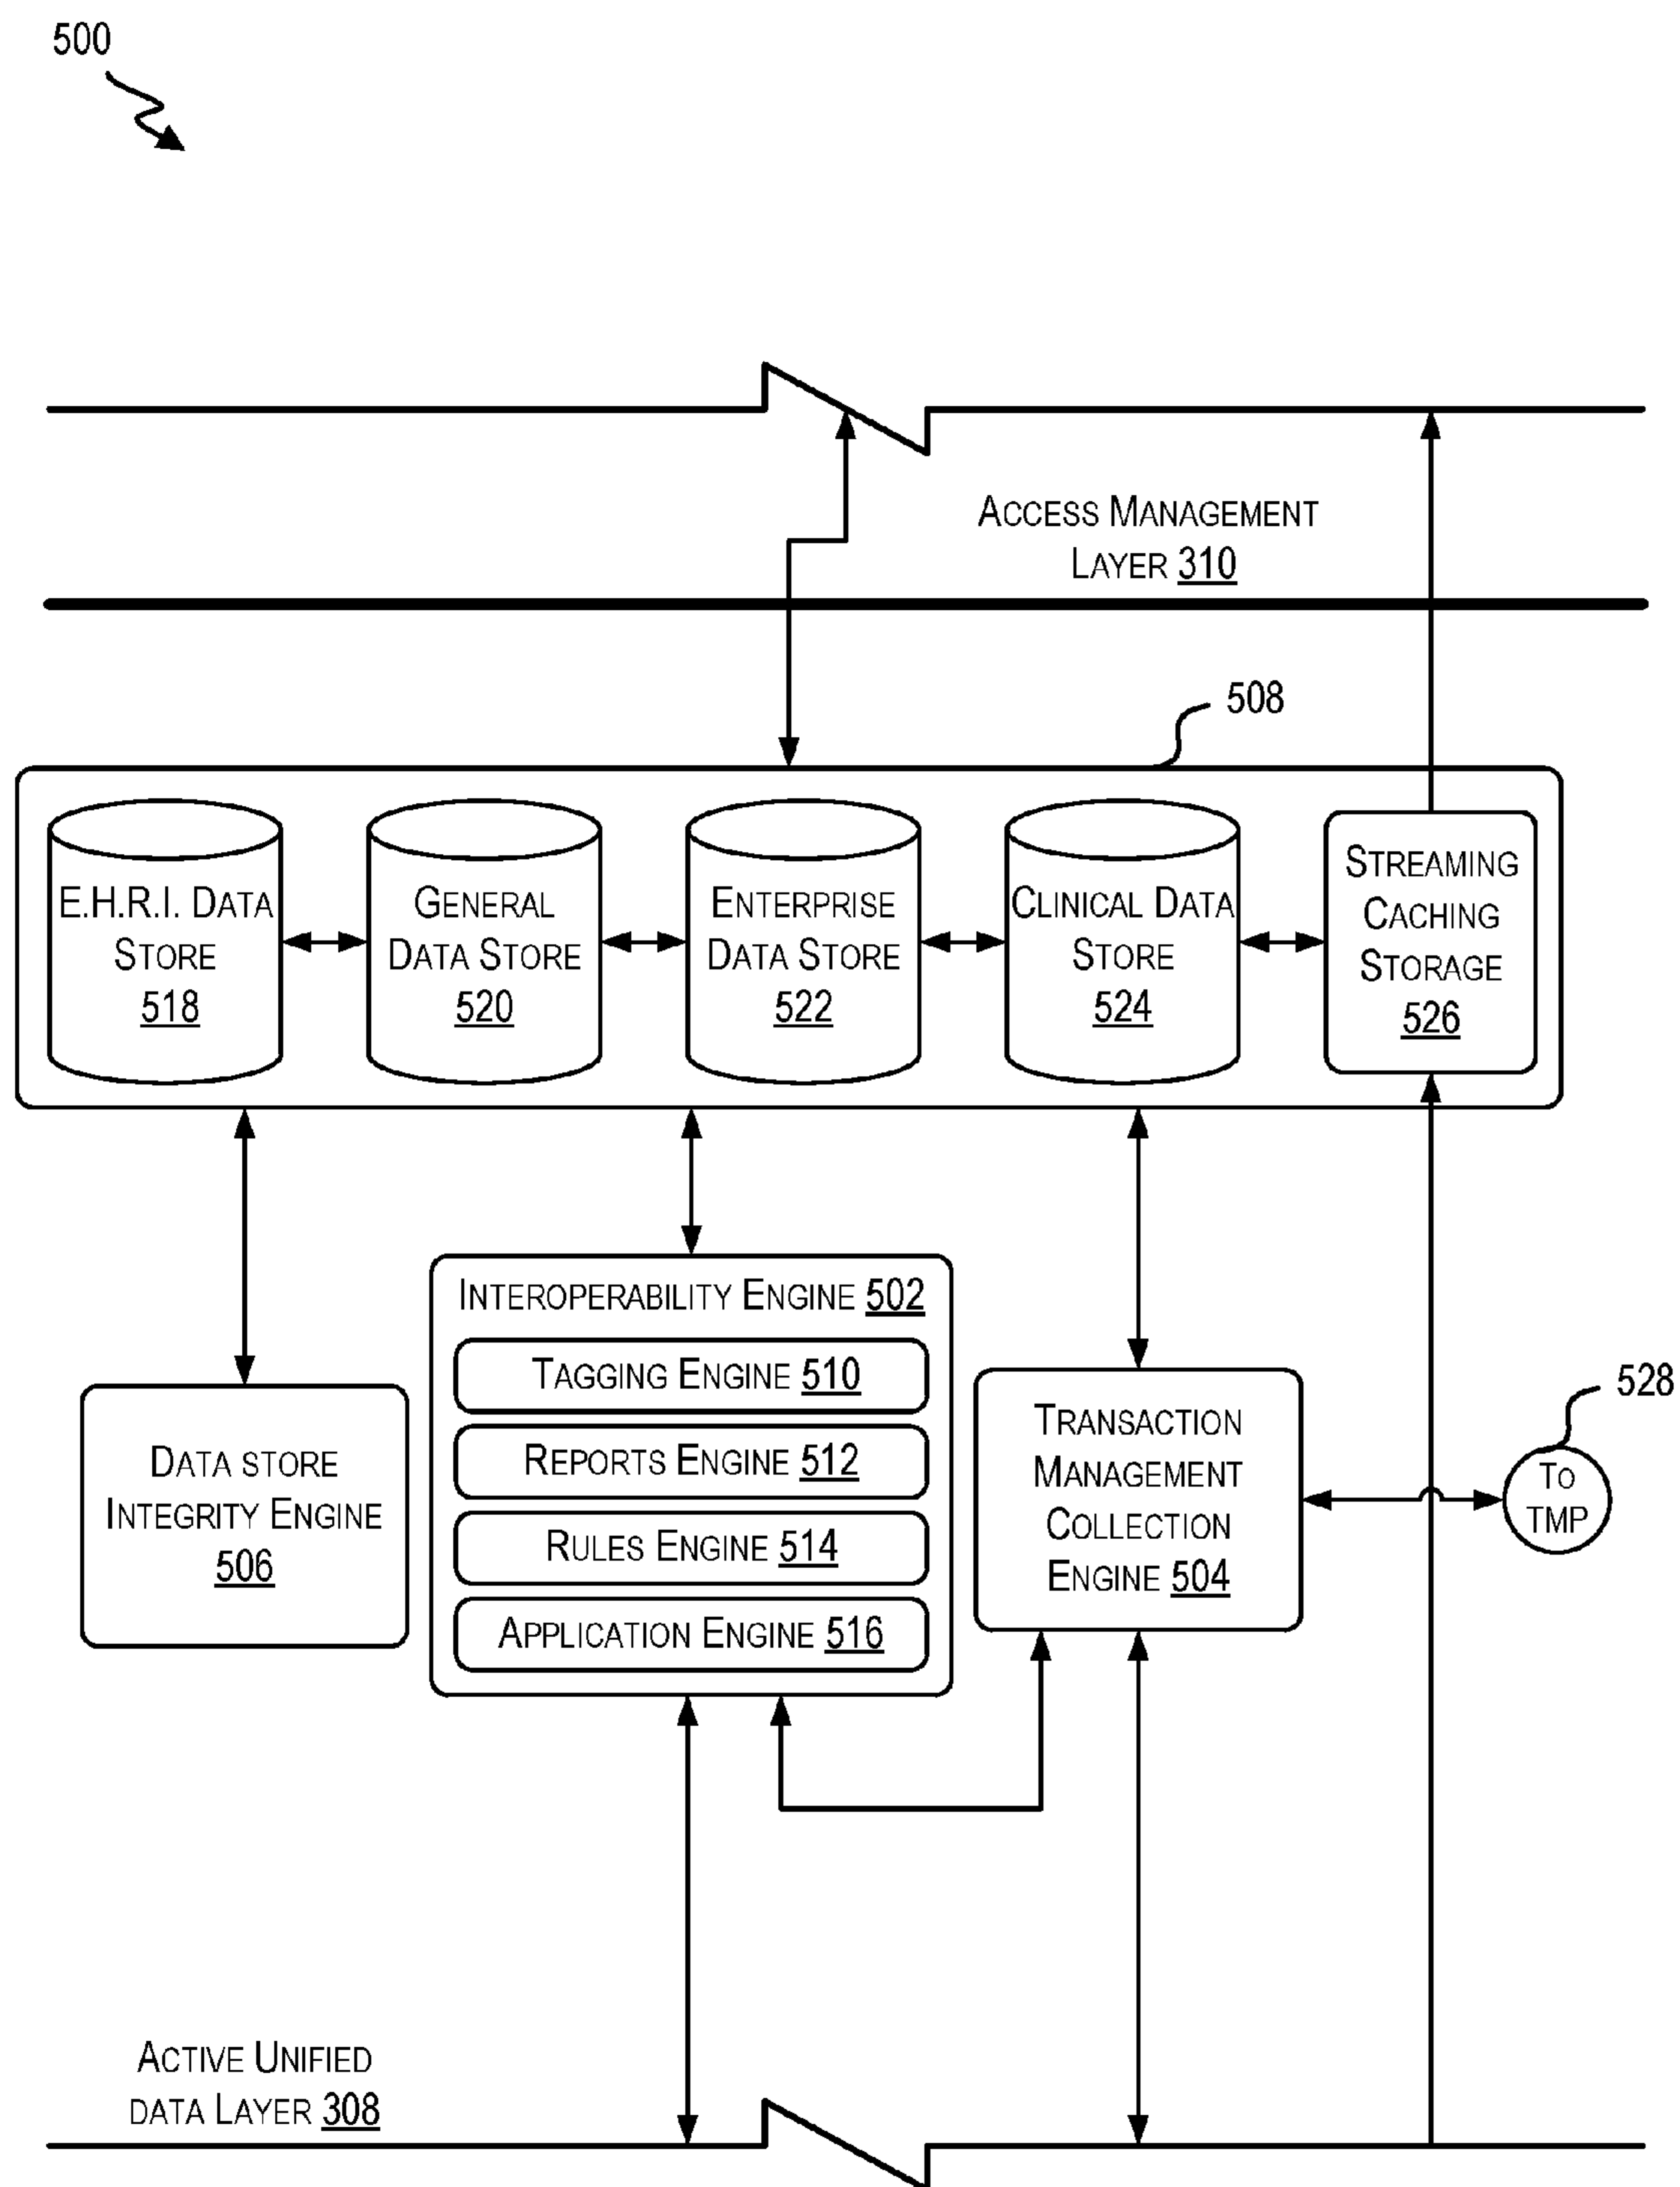 500
ACCESS MANAGEMENT
LAYER 310
508
E.H.R.I. DATA
STORE
518
GENERAL
DATA STORE
520
ENTERPRISE
DATA STORE
522
CLINICAL DATA
STORE
524
STREAMING
CACHING
STORAGE
526
INTEROPERABILITY ENGINE 502
TAGGING ENGINE 510
REPORTS ENGINE 512
RULES ENGINE 514
APPLICATION ENGINE 516
DATA STORE
INTEGRITY ENGINE
506
TRANSACTION
MANAGEMENT
COLLECTION
ENGINE 504
528
TO
TMP
ACTIVE UNIFIED
DATA LAYER 308